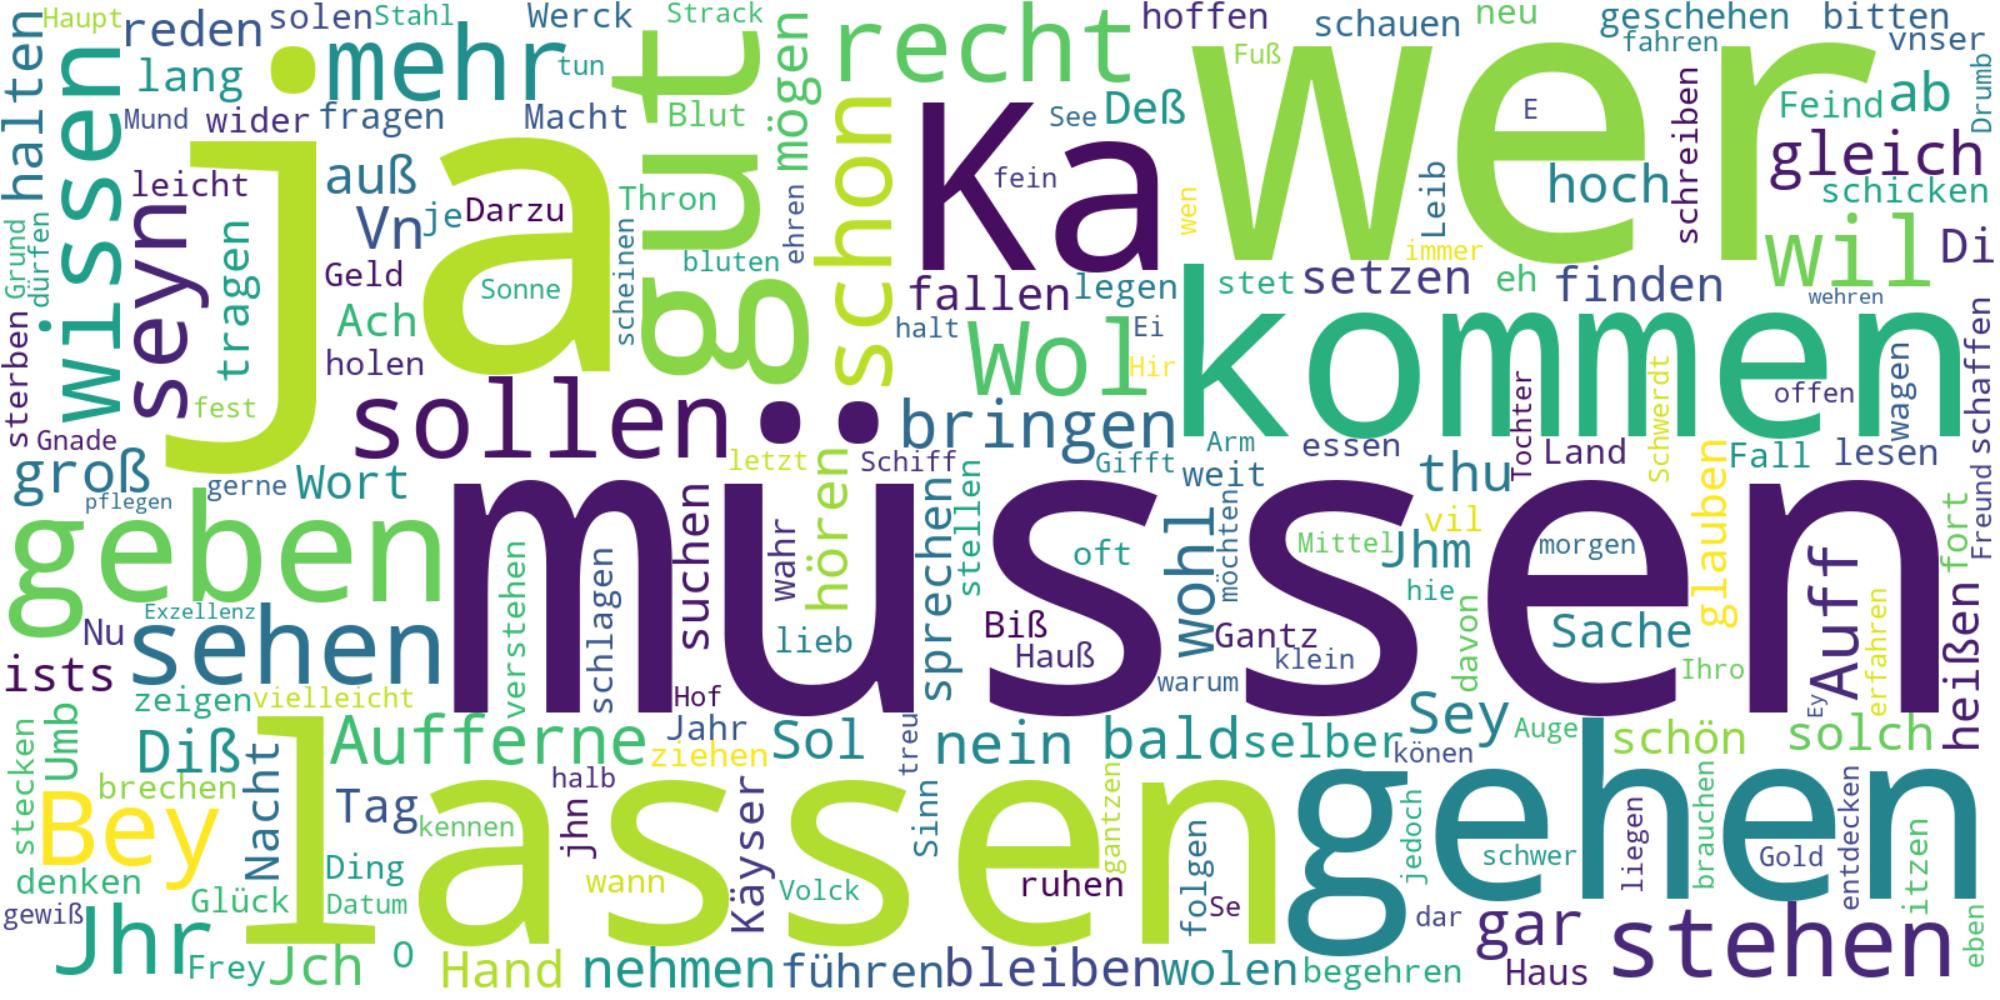 Haupt
reden
solen
Stahl
Werck
Strack
hoffen
schauen
neu
geschehen
bitten
fahren
vnser
halten
wissen
lang
mehr
tun
gut
mögen
recht
wer
Fuß
Mund
wider
fragen
Macht
Blut
schon
See
Deß
E
schreiben
Feind
ab
Drumb
ja
leicht
auß
Ka
fein
Leib
hoch
gleich
schicken
seyn
Vn
je
Darzu
Thron
ehren
wen
immer
wil
Di
Grund
dürfen
tragen
Geld
Sonne
scheinen
bluten
fallen
legen
kommen
stet
setzen
eh
finden
wehren
sterben
Ach
holen
halt
Wol
Ei
Hir
Tochter
Schwerdt
offen
wagen
schaffen
fest
sollen
bringen
Arm
essen
Gnade
groß
letzt
Schiff
Gifft
weit
thu
Land
Fall
lesen
pflegen
gerne
Wort
müssen
geben
verstehen
schlagen
suchen
wahr
hören
sprechen
stellen
oft
wohl
möchten
vil
Mittel
Jhm
morgen
glauben
fort
Freund
Exzellenz
Nu
sehen
lieb
Biß
Hauß
Gantz
klein
hie
davon
Sache
Auff
erfahren
heißen
ists
zeigen
vielleicht
Hof
warum
Ihro
Ey
stecken
Umb
Diß
Nacht
Aufferne
Jahr
ziehen
Sol
treu
nein
bald
selber
Sey
könen
Auge
schön
solch
brechen
Bey
Tag
kennen
halb
jhn
lassen
Käyser
Sinn
gantzen
gehen
jedoch
schwer
liegen
brauchen
Gold
entdecken
itzen
denken
Ding
wann
Volck
ruhen
folgen
Se
gewiß
Glück
Datum
dar
gar
stehen
eben
Jhr
Frey
Jch
O
Hand
nehmen
führen
bleiben
wolen
begehren
Haus